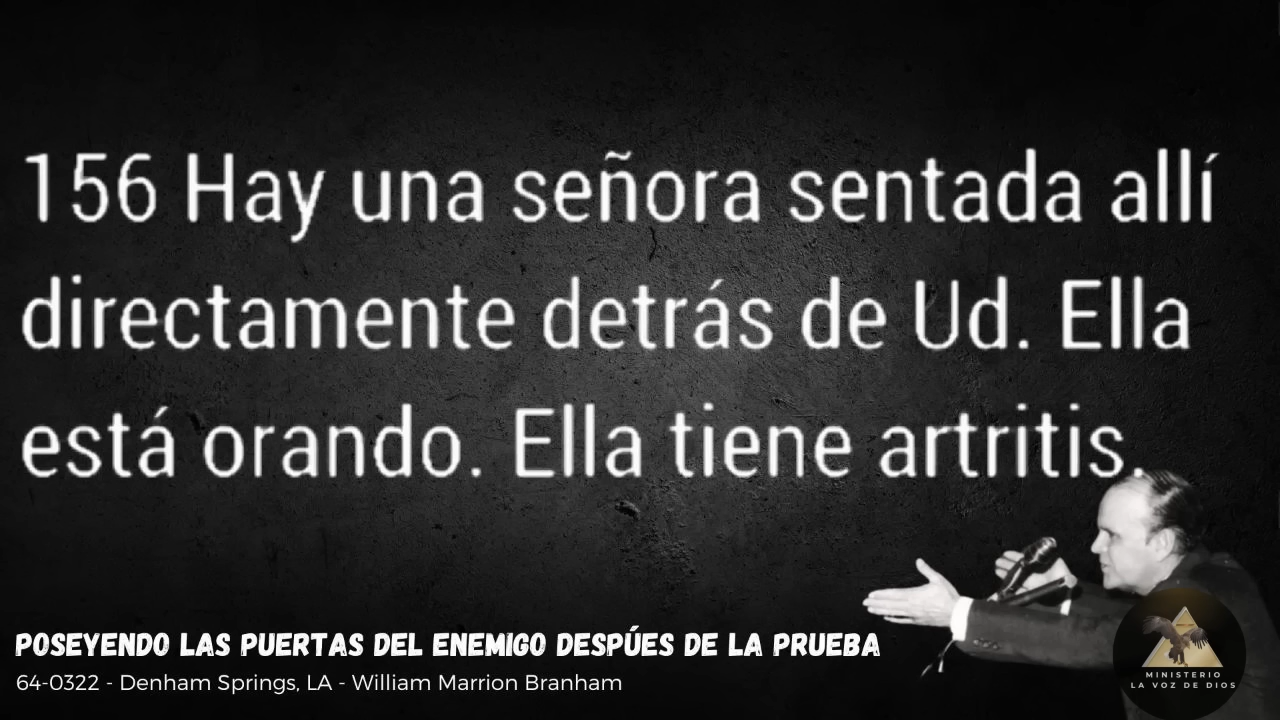 156 Hay una señora sentada allí
directamente detrás de Ud. Ella
está orando. Ella tiene artritis.
POSEYENDO LAS PUERTAS DEL ENEMIGO DESPÚES DE LA PRUEBA
64-0322 - Denham Springs, LA - William Marrion Branham
MINISTERIO
LA VOZ DE DIOS